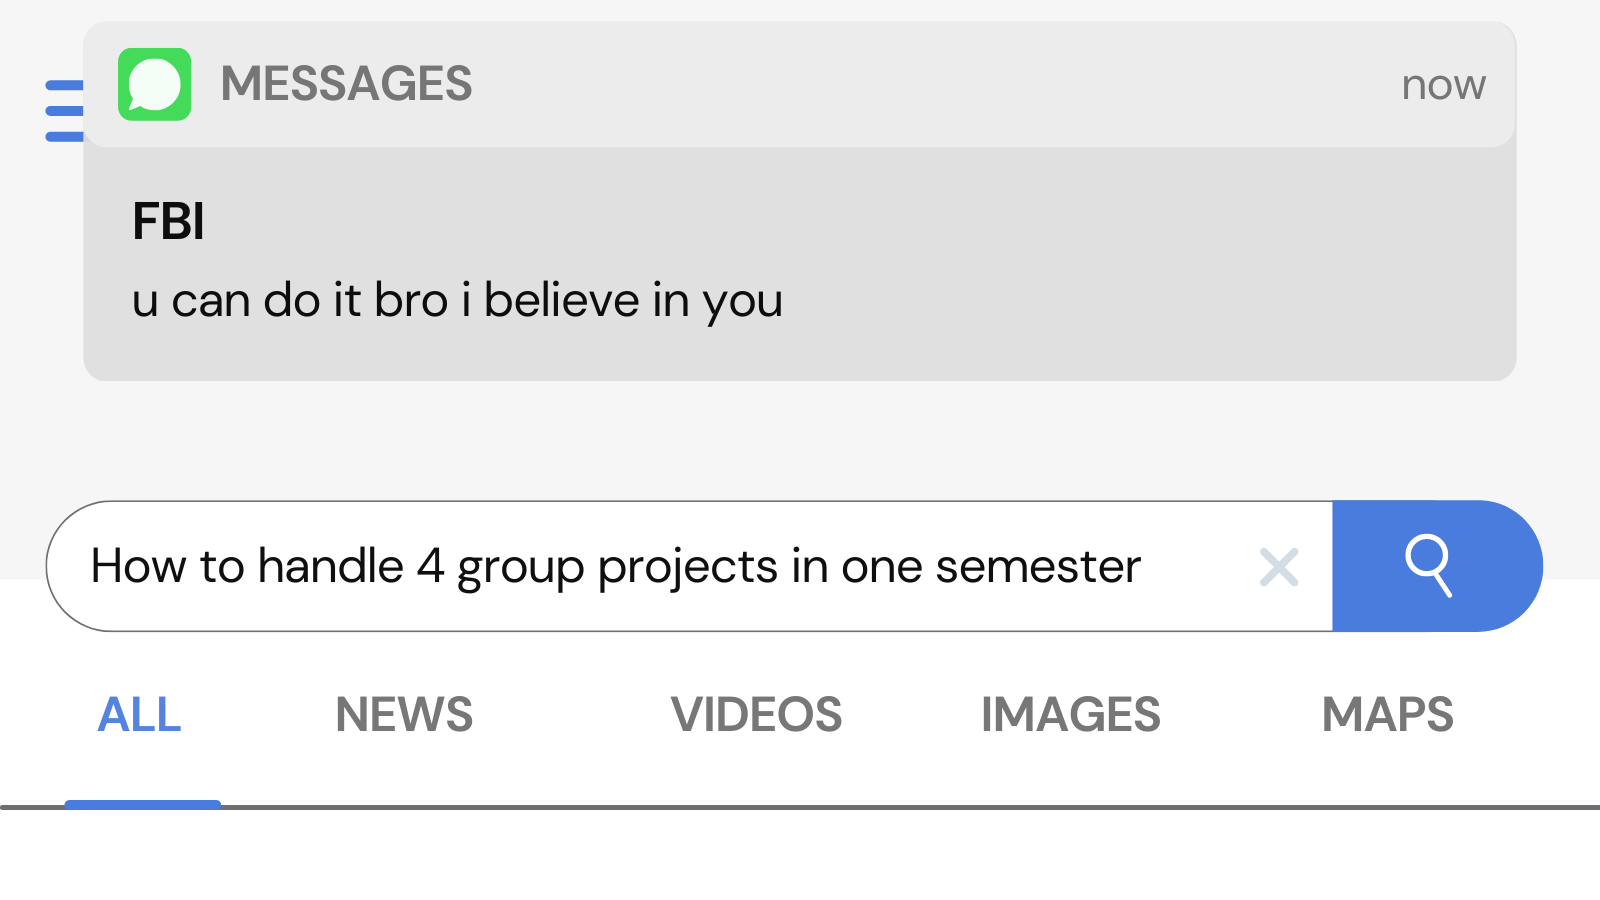 MESSAGES
now
FBI
u can do it bro i believe in you
How to handle 4 group projects in one semester
ALL
NEWS
VIDEOS
IMAGES
MAPS